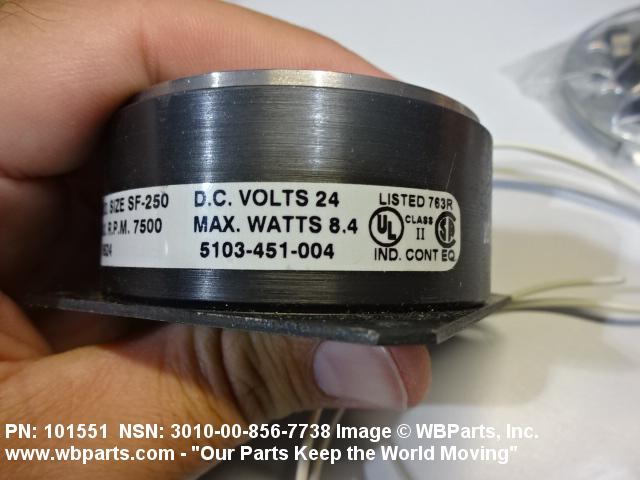 SIZE SF-250 D.C. VOLTS 24 LISTED 763R
R.P.M. 7500 MAX. WATTS 8.4 UL CLASS II SA
5103-451-004 IND. CONT EQ.
PN: 101551 NSN: 3010-00-856-7738 Image © WBParts, Inc.
www.wbparts.com - "Our Parts Keep the World Moving"